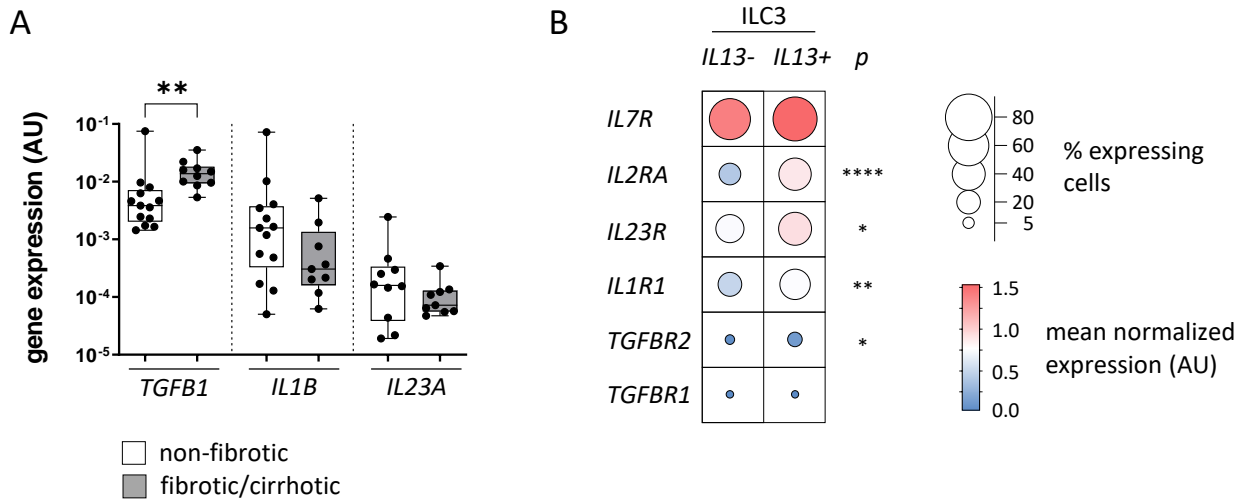 A
**
gene expression (AU)
10-1
10-2
10-3
10-4
10-5
TGFB1 IL1B IL23A
non-fibrotic
fibrotic/cirrhotic
B
ILC3
IL13- IL13+ p
IL7R
IL2RA ****
IL23R *
IL1R1 **
TGFBR2 *
TGFBR1
80
60
40
20
5
% expressing
cells
1.5
1.0
0.5
0.0
mean normalized
expression (AU)